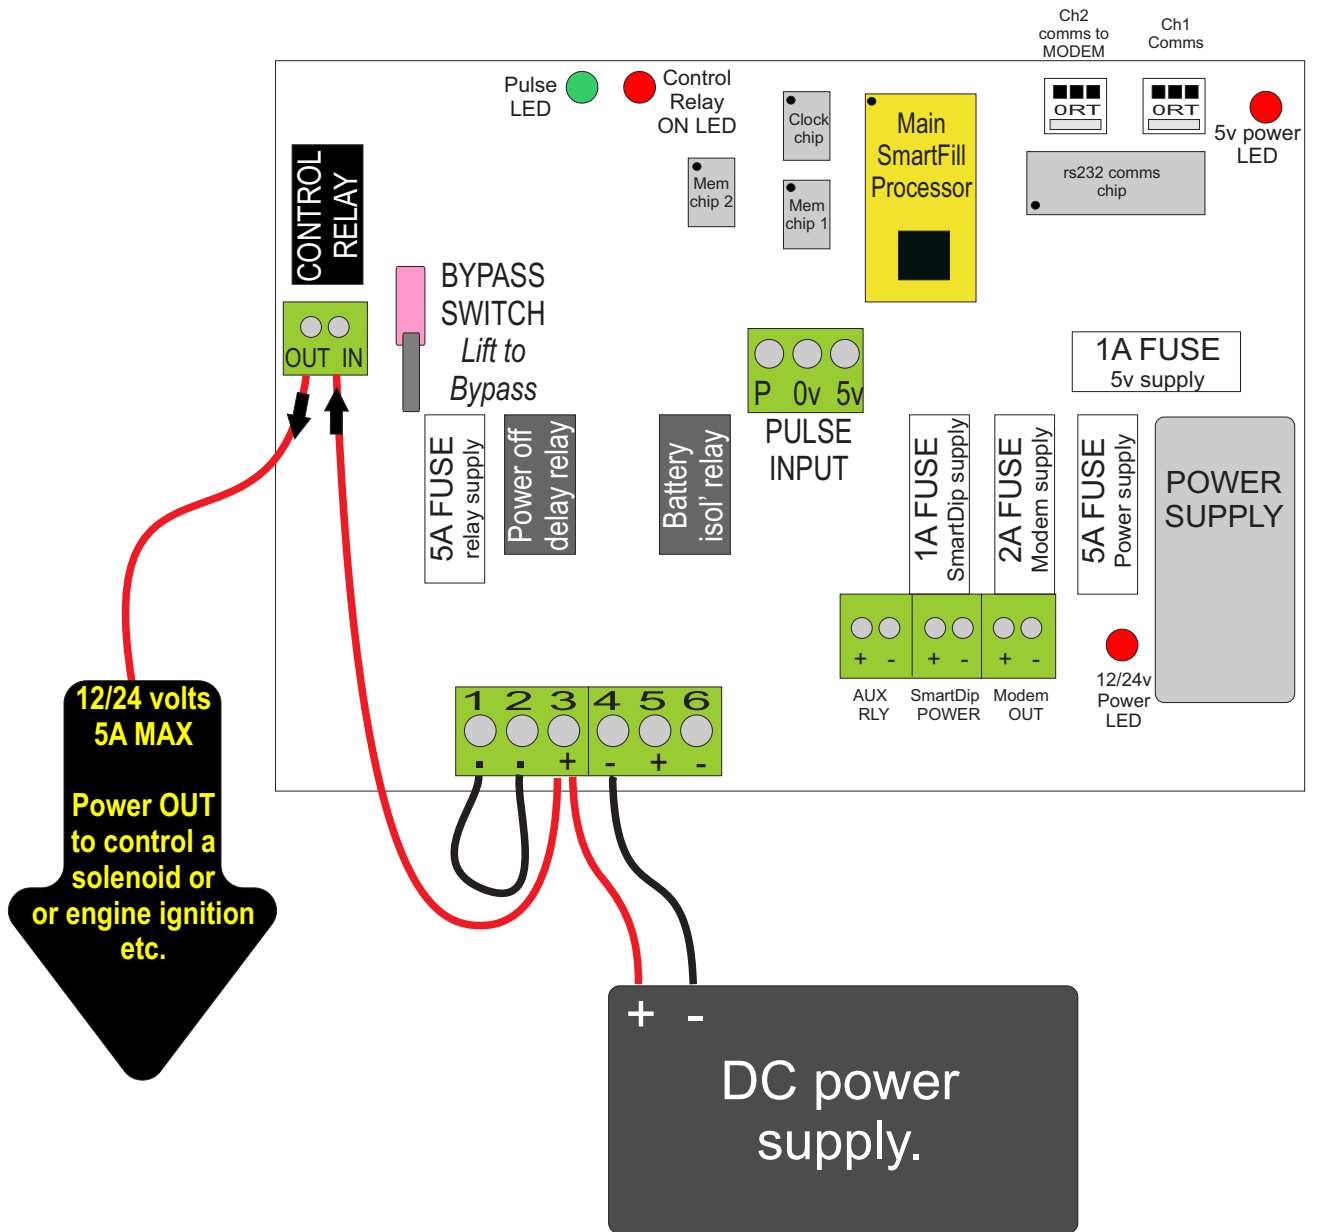 Ch2
comms to
MODEM
Ch1
Comms
Pulse
LED
Control
Relay
ON LED
Clock
chip
Main
SmartFill
Processor
ORT
ORT
5v power
LED
Mem
chip 2
Mem
chip 1
rs232 comms
chip
CONTROL
RELAY
BYPASS
SWITCH
Lift to
Bypass
OUT IN
1A FUSE
5v supply
P 0v 5v
PULSE
INPUT
5A FUSE
relay supply
Power off
delay relay
Battery
isol' relay
1A FUSE
SmartDip supply
2A FUSE
Modem supply
5A FUSE
Power supply
POWER
SUPPLY
+ - + - + -
AUX
RLY
SmartDip
POWER
Modem
OUT
12/24v
Power
LED
1 2 3 4 5 6
. . + - + -
12/24 volts
5A MAX
Power OUT
to control a
solenoid or
or engine ignition
etc.
+ -
DC power
supply.